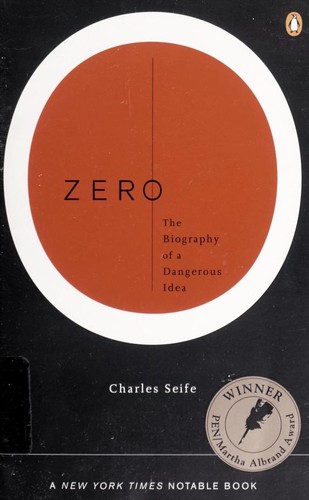 ZERO
The
Biography
of a
Dangerous
Idea
Charles Seife
WINNER
PEN/Martha Albrand Award
A NEW YORK TIMES NOTABLE BOOK